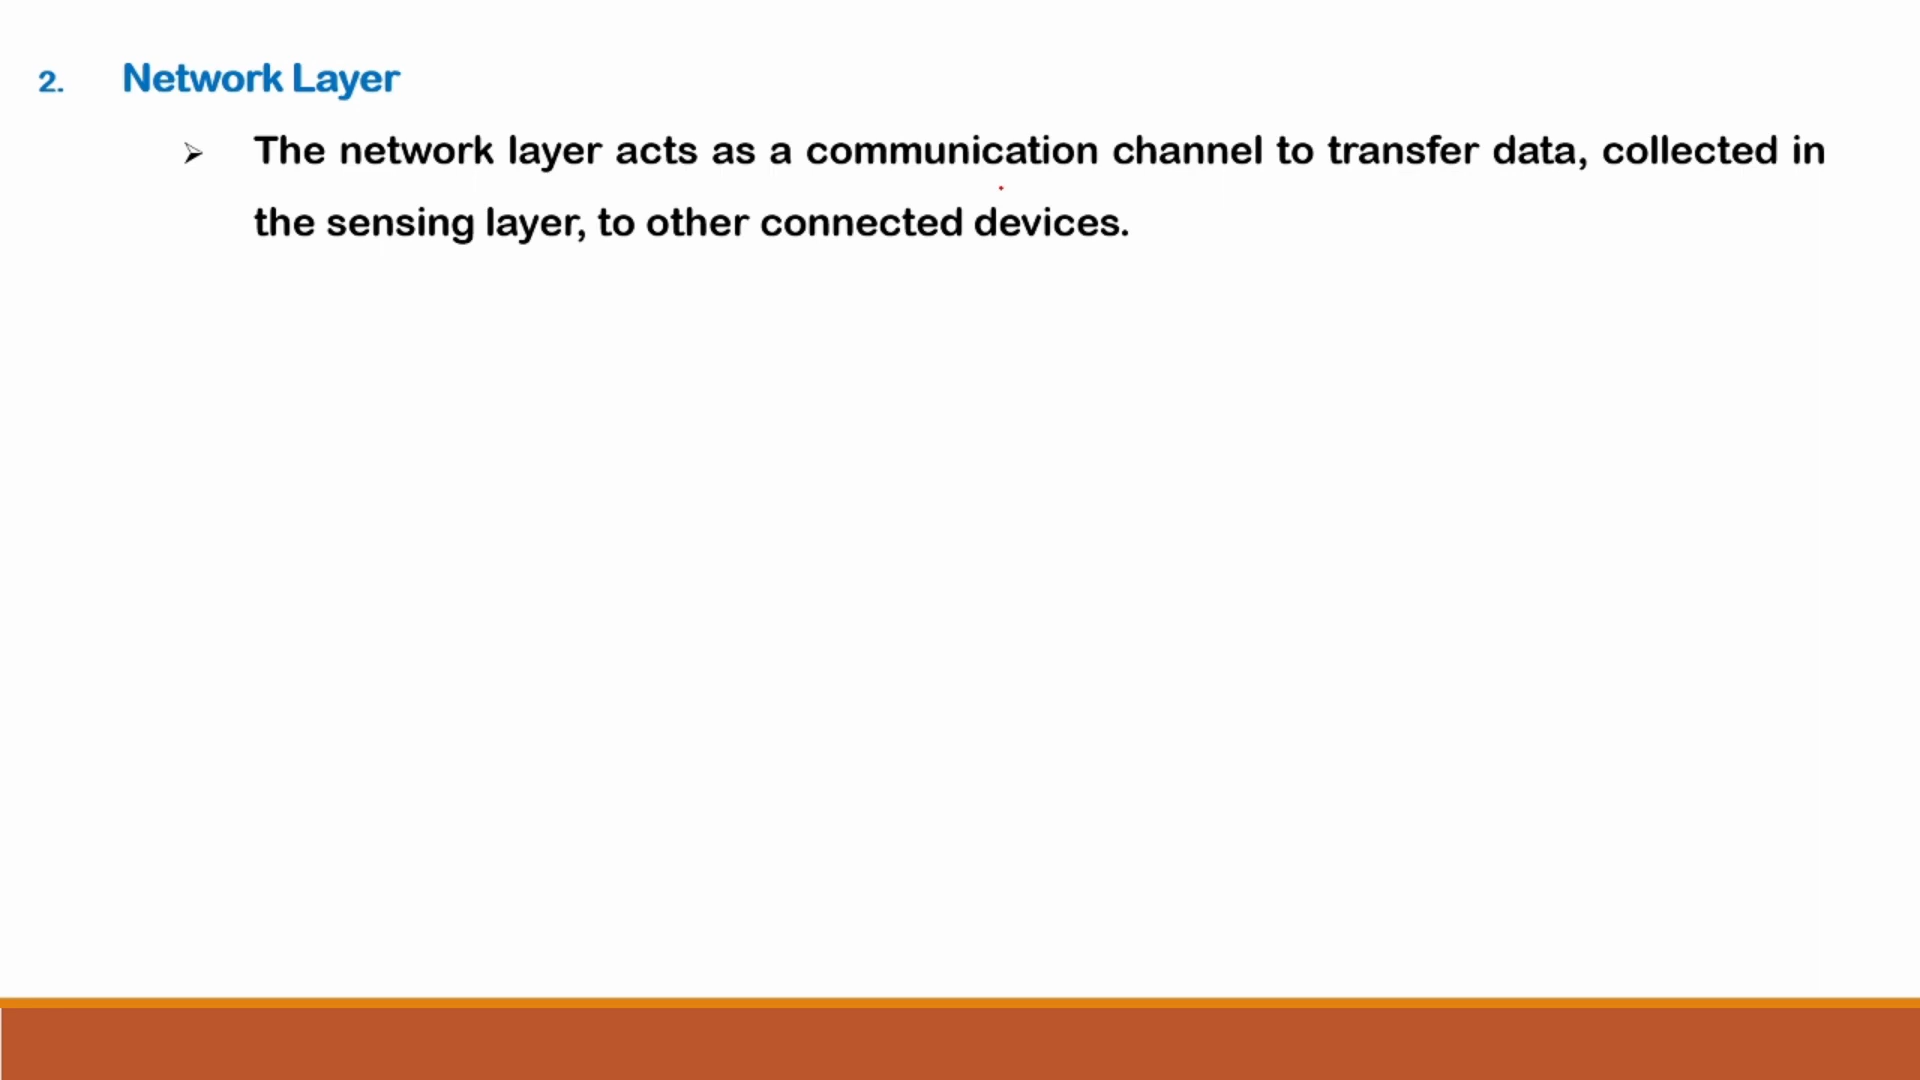 2. Network Layer
➢ The network layer acts as a communication channel to transfer data, collected in
the sensing layer, to other connected devices.